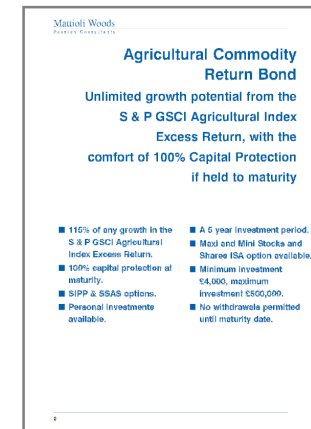 Mattioli Woods
Pension Consultants
Agricultural Commodity
Return Bond
Unlimited growth potential from the
S & P GSCI Agricultural Index
Excess Return, with the
comfort of 100% Capital Protection
if held to maturity
115% of any growth in the
S & P GSCI Agricultural
Index Excess Return.
100% capital protection at
maturity.
SIPP & SSAS options.
Personal investments
available.
A 5 year investment period.
Maxi and Mini Stocks and
Shares ISA option available.
Minimum investment
£4,000, maximum
investment £500,000.
No withdrawals permitted
until maturity date.